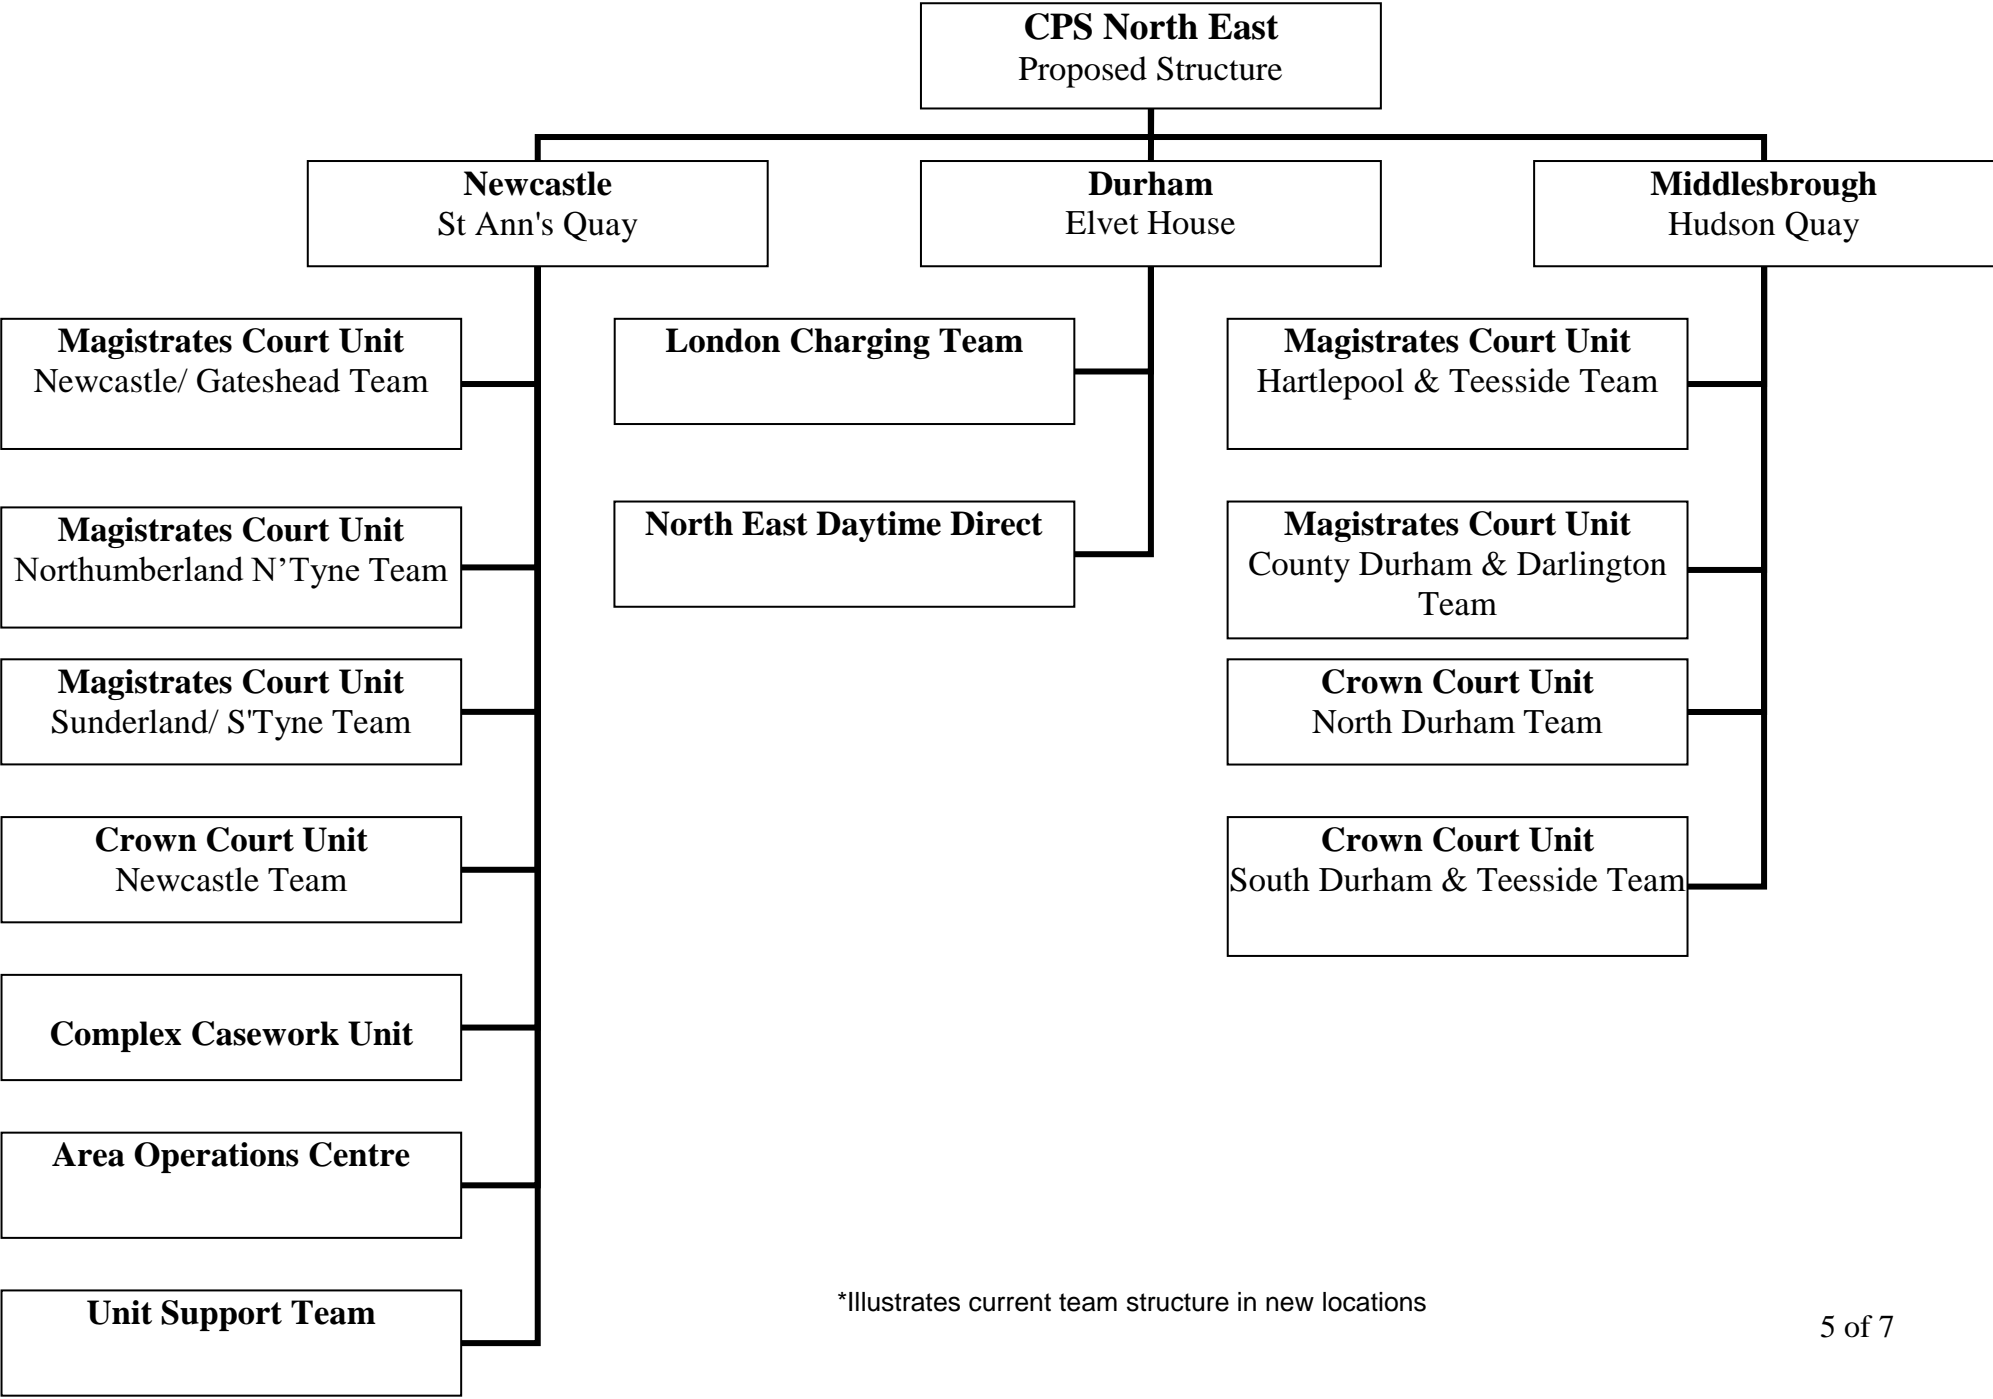 CPS North East
Proposed Structure
Newcastle
St Ann's Quay
Durham
Elvet House
Middlesbrough
Hudson Quay
Magistrates Court Unit
Newcastle/ Gateshead Team
Magistrates Court Unit
Northumberland N’Tyne Team
Magistrates Court Unit
Sunderland/ S'Tyne Team
Crown Court Unit
Newcastle Team
Complex Casework Unit
Area Operations Centre
Unit Support Team
London Charging Team
North East Daytime Direct
Magistrates Court Unit
Hartlepool & Teesside Team
Magistrates Court Unit
County Durham & Darlington
Team
Crown Court Unit
North Durham Team
Crown Court Unit
South Durham & Teesside Team
*Illustrates current team structure in new locations
5 of 7